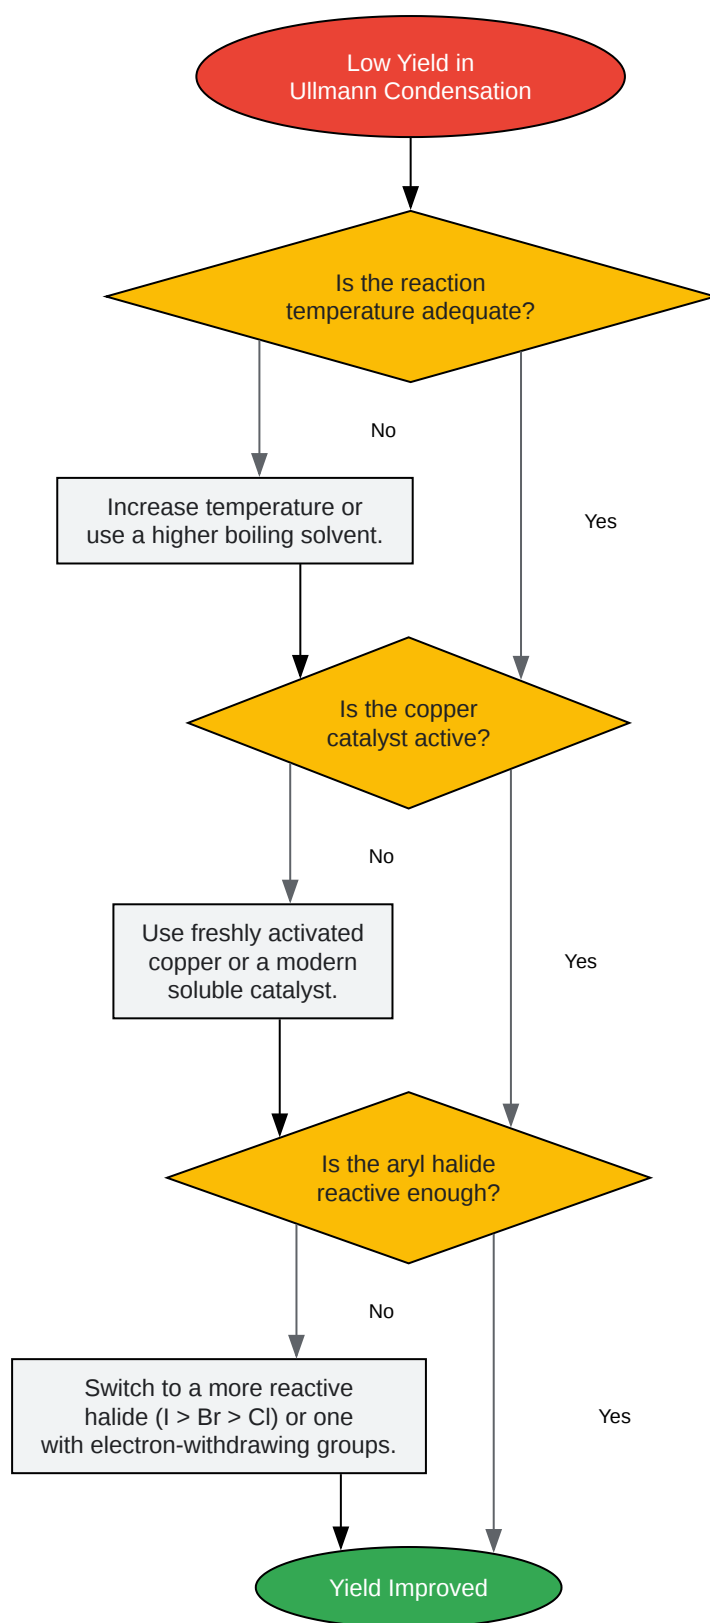 Low Yield in
Ullmann Condensation
Is the reaction
temperature adequate?
No
Increase temperature or
use a higher boiling solvent.
Yes
Is the copper
catalyst active?
No
Use freshly activated
copper or a modern
soluble catalyst.
Yes
Is the aryl halide
reactive enough?
No
Switch to a more reactive
halide (I > Br > Cl) or one
with electron-withdrawing groups.
Yes
Yield Improved